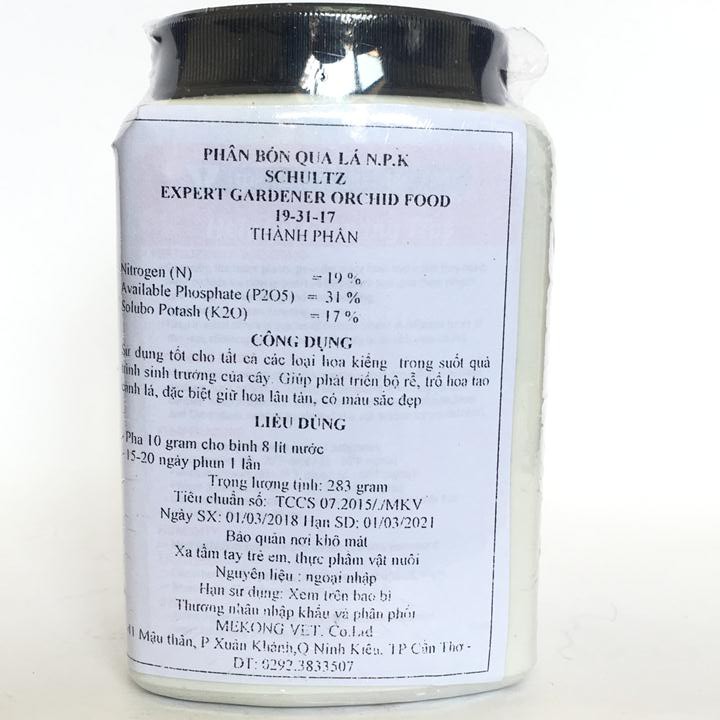 PHÂN BÓN QUA LÁ N.P.K
SCHULTZ
EXPERT GARDENER ORCHID FOOD
19-31-17
THÀNH PHẦN
Nitrogen (N) = 19 %
Available Phosphate (P2O5) = 31 %
Solubo Potash (K2O) = 17 %
CÔNG DỤNG
Sử dụng tốt cho tất cả các loại hoa kiểng trong suốt quá
trình sinh trưởng của cây. Giúp phát triển bộ rễ, trổ hoa tạo
cành lá, đặc biệt giữ hoa lâu tàn, có màu sắc đẹp
LIỀU DÙNG
- Pha 10 gram cho bình 8 lít nước
- 15-20 ngày phun 1 lần
Trọng lượng tịnh: 283 gram
Tiêu chuẩn số: TCCS 07.2015/./MKV
Ngày SX: 01/03/2018 Hạn SD: 01/03/2021
Bảo quản nơi khô mát
Xa tầm tay trẻ em, thực phẩm vật nuôi
Nguyên liệu : ngoại nhập
Hạn sử dụng: Xem trên bao bì
Thương nhân nhập khẩu và phân phối
MEKONG VET. Co.Ltd
Mậu thân, P Xuân Khánh,Q Ninh Kiều. TP Cần Thơ -
ĐT: 0292.3833507